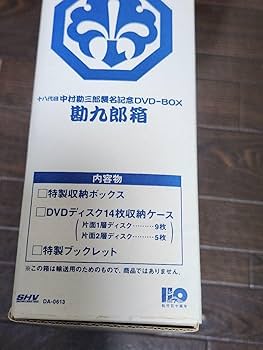 十八代目 中村勘三郎襲名記念DVD-BOX
勘九郎箱
内容物
□特製収納ボックス
□DVDディスク14枚収納ケース
（片面1層ディスク………9枚）
（片面2層ディスク………5枚）
□特製ブックレット
※この箱は輸送用のためのもので、商品ではありません。
SHV DA-0613
110